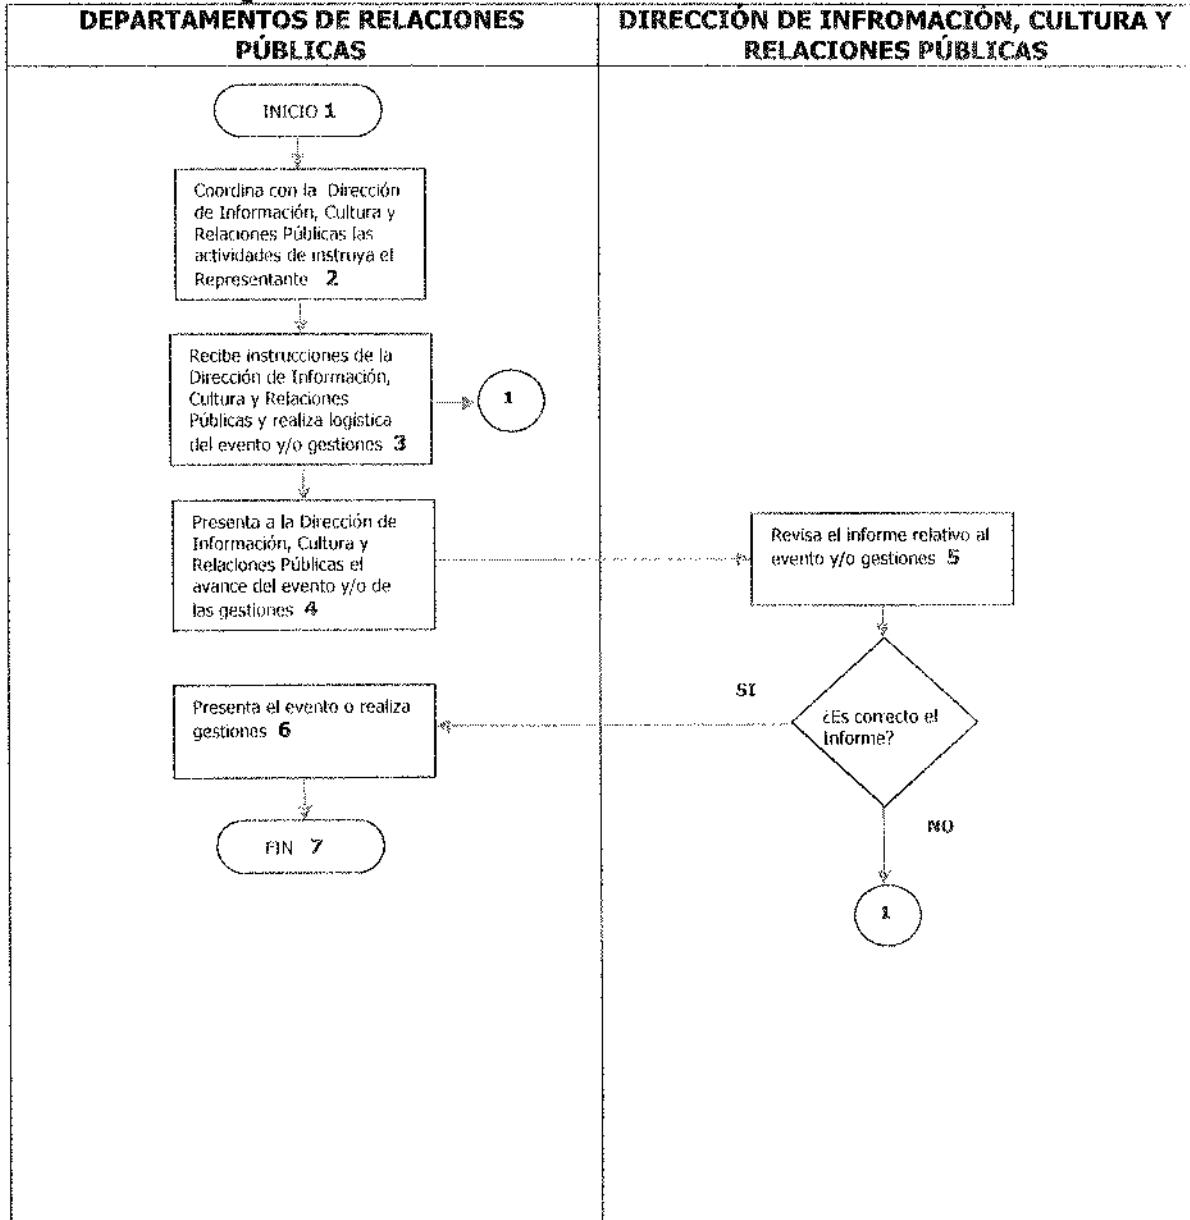 DEPARTAMENTOS DE RELACIONES
PÚBLICAS
DIRECCIÓN DE INFROMACIÓN, CULTURA Y
RELACIONES PÚBLICAS
INICIO 1
Coordina con la Dirección
de Información, Cultura y
Relaciones Públicas las
actividades de instruya el
Representante 2
Recibe instrucciones de la
Dirección de Información,
Cultura y Relaciones
Públicas y realiza logística
del evento y/o gestiones 3
1
Presenta a la Dirección de
Información, Cultura y
Relaciones Públicas el
avance del evento y/o de
las gestiones 4
Revisa el informe relativo al
evento y/o gestiones 5
SI
¿Es correcto el
Informe?
Presenta el evento o realiza
gestiones 6
NO
FIN 7
1